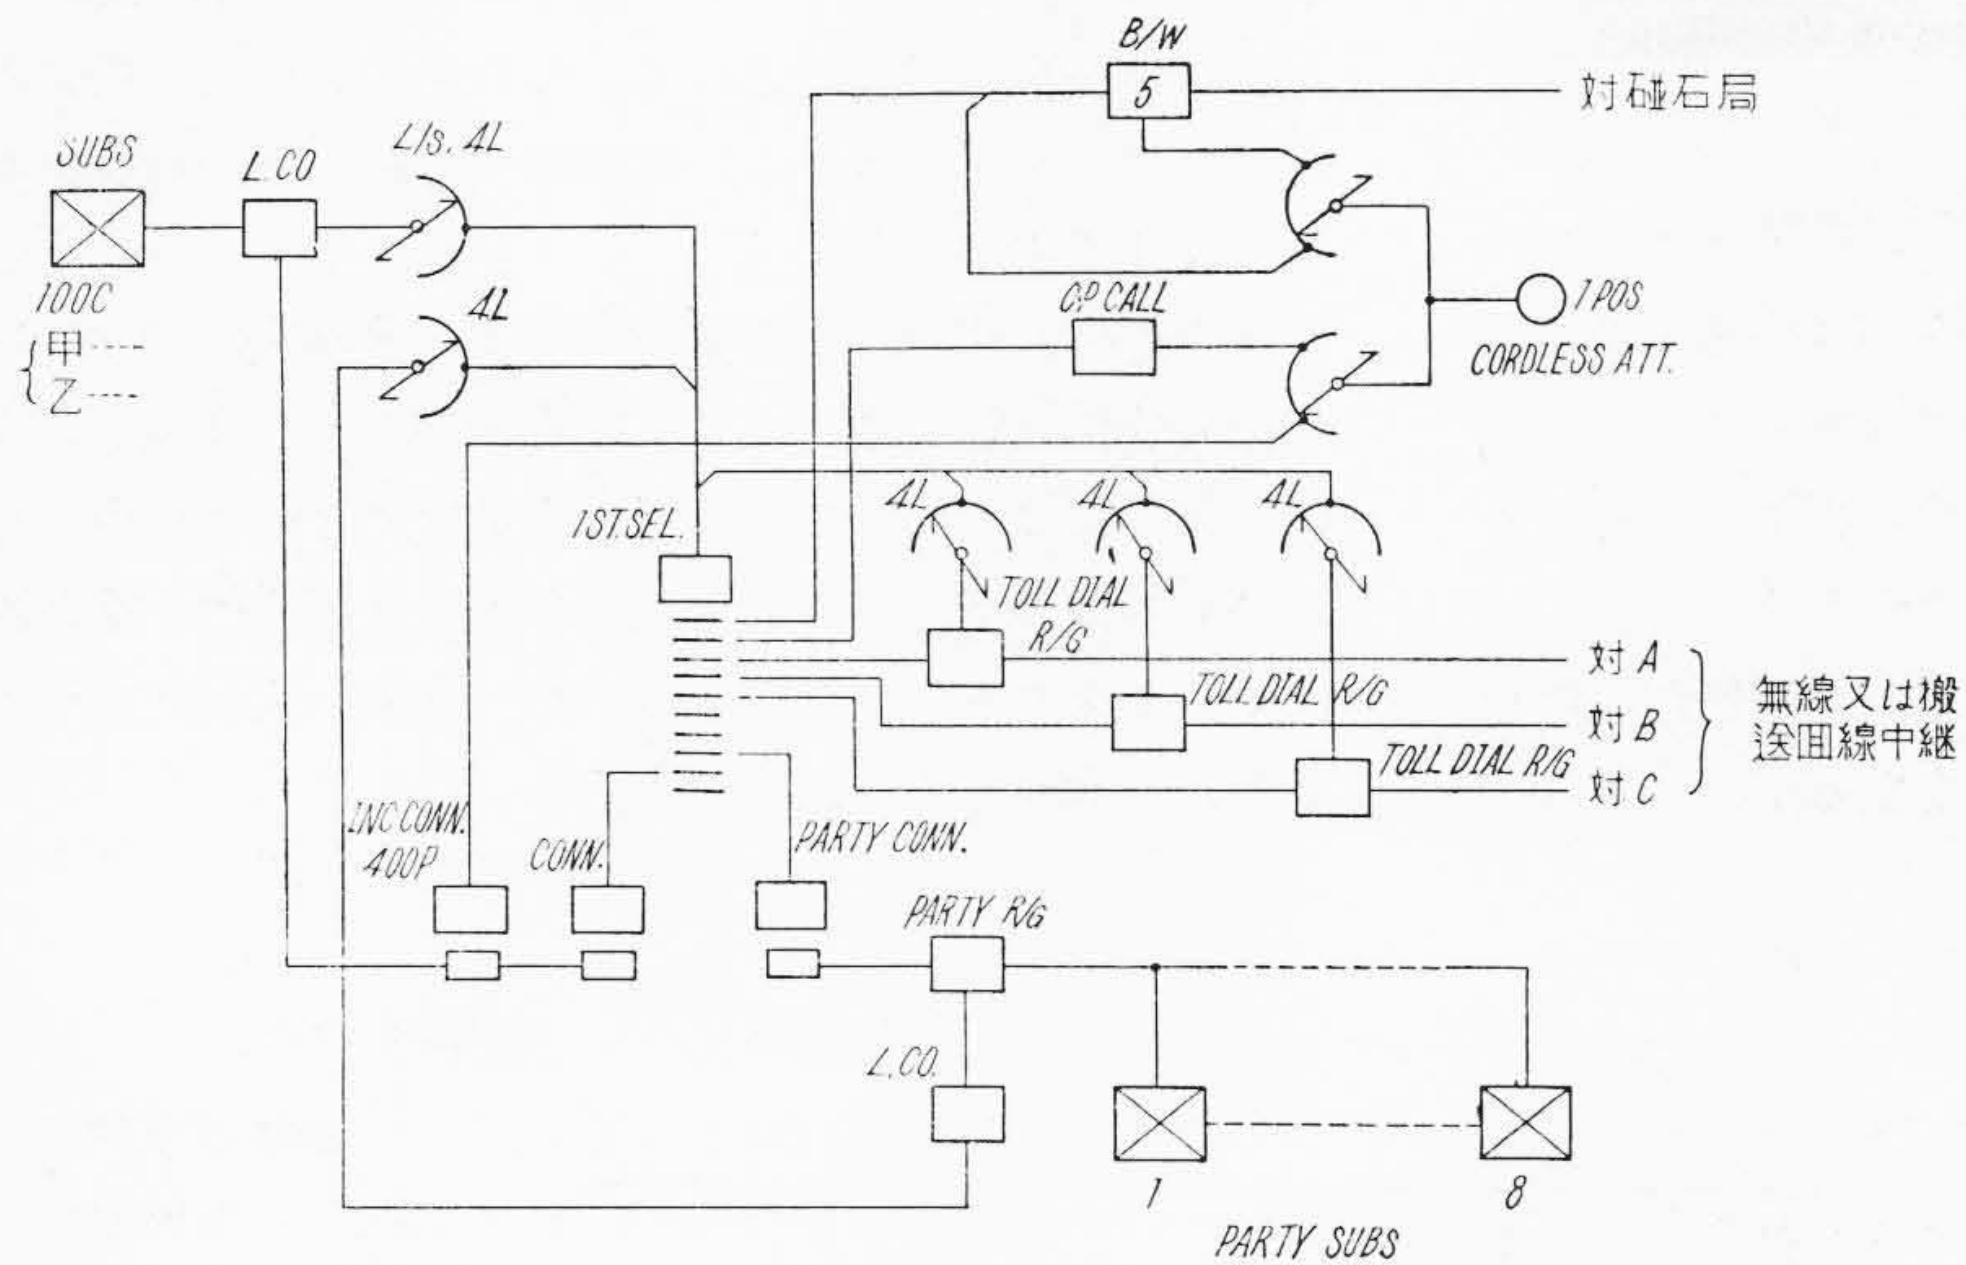 B/W
5
対碰石局
SUBS
L.CO
L/S. 4L
100C
甲----
乙----
4L
OP CALL
1 POS
CORDLESS ATT.
1ST.SEL.
4L
4L
4L
TOLL DIAL
R/G
対 A
TOLL DIAL R/G
対 B
TOLL DIAL R/G
対 C
無線又は搬
送回線中継
INC CONN.
400P
CONN.
PARTY CONN.
PARTY R/G
L.CO.
1
8
PARTY SUBS